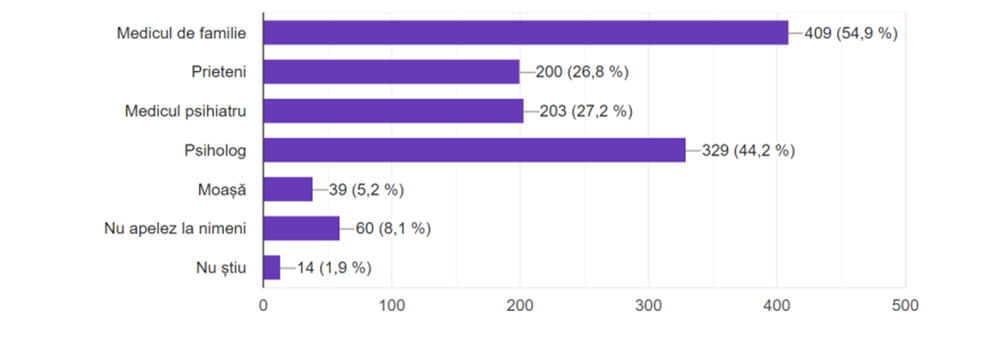 Medicul de familie 409 (54,9 %)
Prieteni 200 (26,8 %)
Medicul psihiatru 203 (27,2 %)
Psiholog 329 (44,2 %)
Moașă 39 (5,2 %)
Nu apelez la nimeni 60 (8,1 %)
Nu știu 14 (1,9 %)
0 100 200 300 400 500